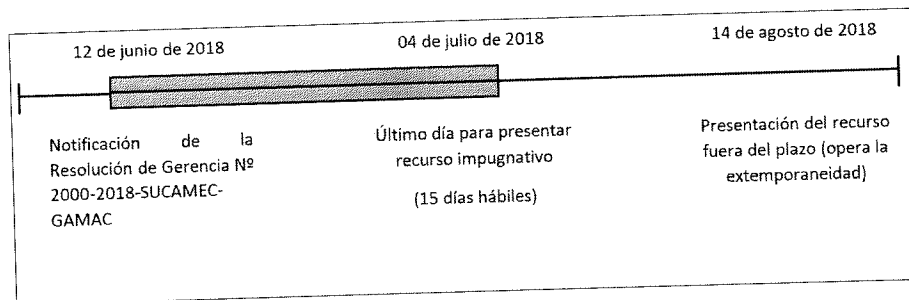 12 de junio de 2018
04 de julio de 2018
14 de agosto de 2018
Notificación de la
Resolución de Gerencia Nº
2000-2018-SUCAMEC-
GAMAC
Último día para presentar
recurso impugnativo
(15 días hábiles)
Presentación del recurso
fuera del plazo (opera la
extemporaneidad)